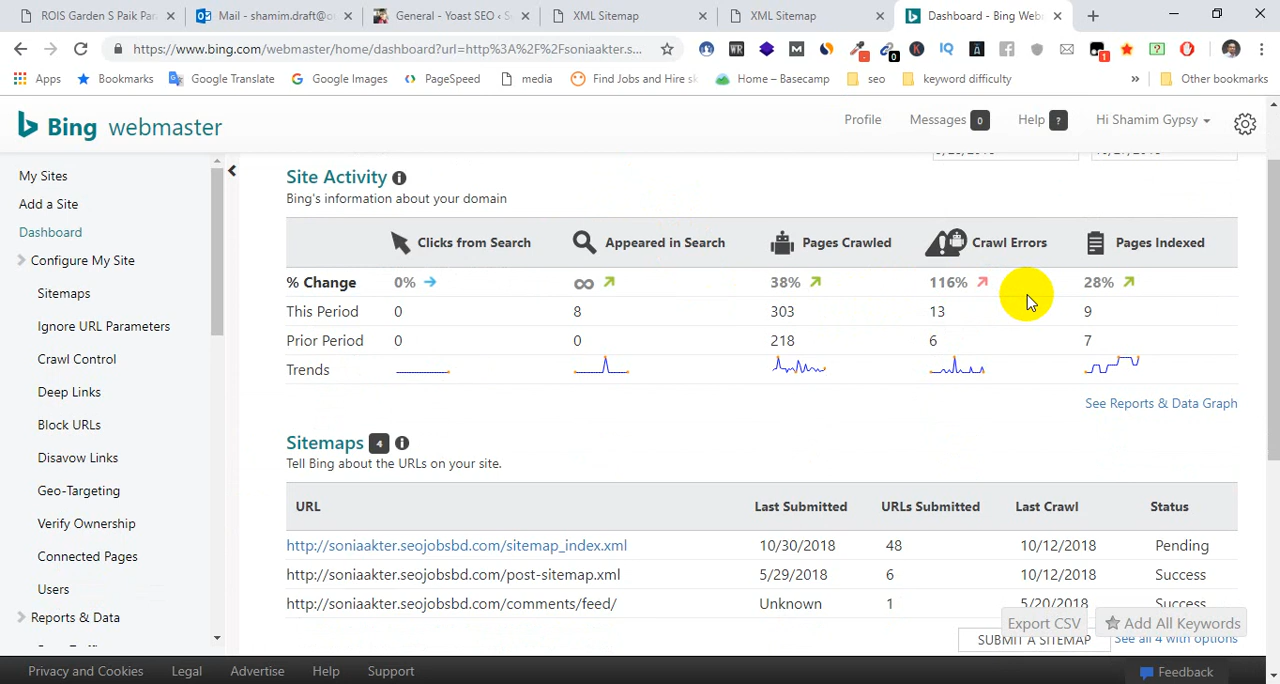 ROIS Garden S Paik Par
Mail - shamim.draft@o
General - Yoast SEO ‹ S
XML Sitemap
XML Sitemap
Dashboard - Bing Webm
https://www.bing.com/webmaster/home/dashboard?url=http%3A%2F%2Fsoniaakter.s...
Apps
Bookmarks
Google Translate
Google Images
PageSpeed
media
Find Jobs and Hire sk
Home – Basecamp
seo
keyword difficulty
»
Other bookmarks
Bing webmaster
Profile
Messages 0
Help ?
Hi Shamim Gypsy
My Sites
Add a Site
Dashboard
Configure My Site
Sitemaps
Ignore URL Parameters
Crawl Control
Deep Links
Block URLs
Disavow Links
Geo-Targeting
Verify Ownership
Connected Pages
Users
Reports & Data
Site Activity
Bing's information about your domain
Clicks from Search Appeared in Search Pages Crawled Crawl Errors Pages Indexed
% Change 0% ∞ 38% 116% 28%
This Period 0 8 303 13 9
Prior Period 0 0 218 6 7
Trends
See Reports & Data Graph
Sitemaps 4
Tell Bing about the URLs on your site.
URL Last Submitted URLs Submitted Last Crawl Status
http://soniaakter.seojobsbd.com/sitemap_index.xml 10/30/2018 48 10/12/2018 Pending
http://soniaakter.seojobsbd.com/post-sitemap.xml 5/29/2018 6 10/12/2018 Success
http://soniaakter.seojobsbd.com/comments/feed/ Unknown 1 5/20/2018 Success
Export CSV
Add All Keywords
SUBMIT A SITEMAP
See all 4 with options
Privacy and Cookies
Legal
Advertise
Help
Support
Feedback